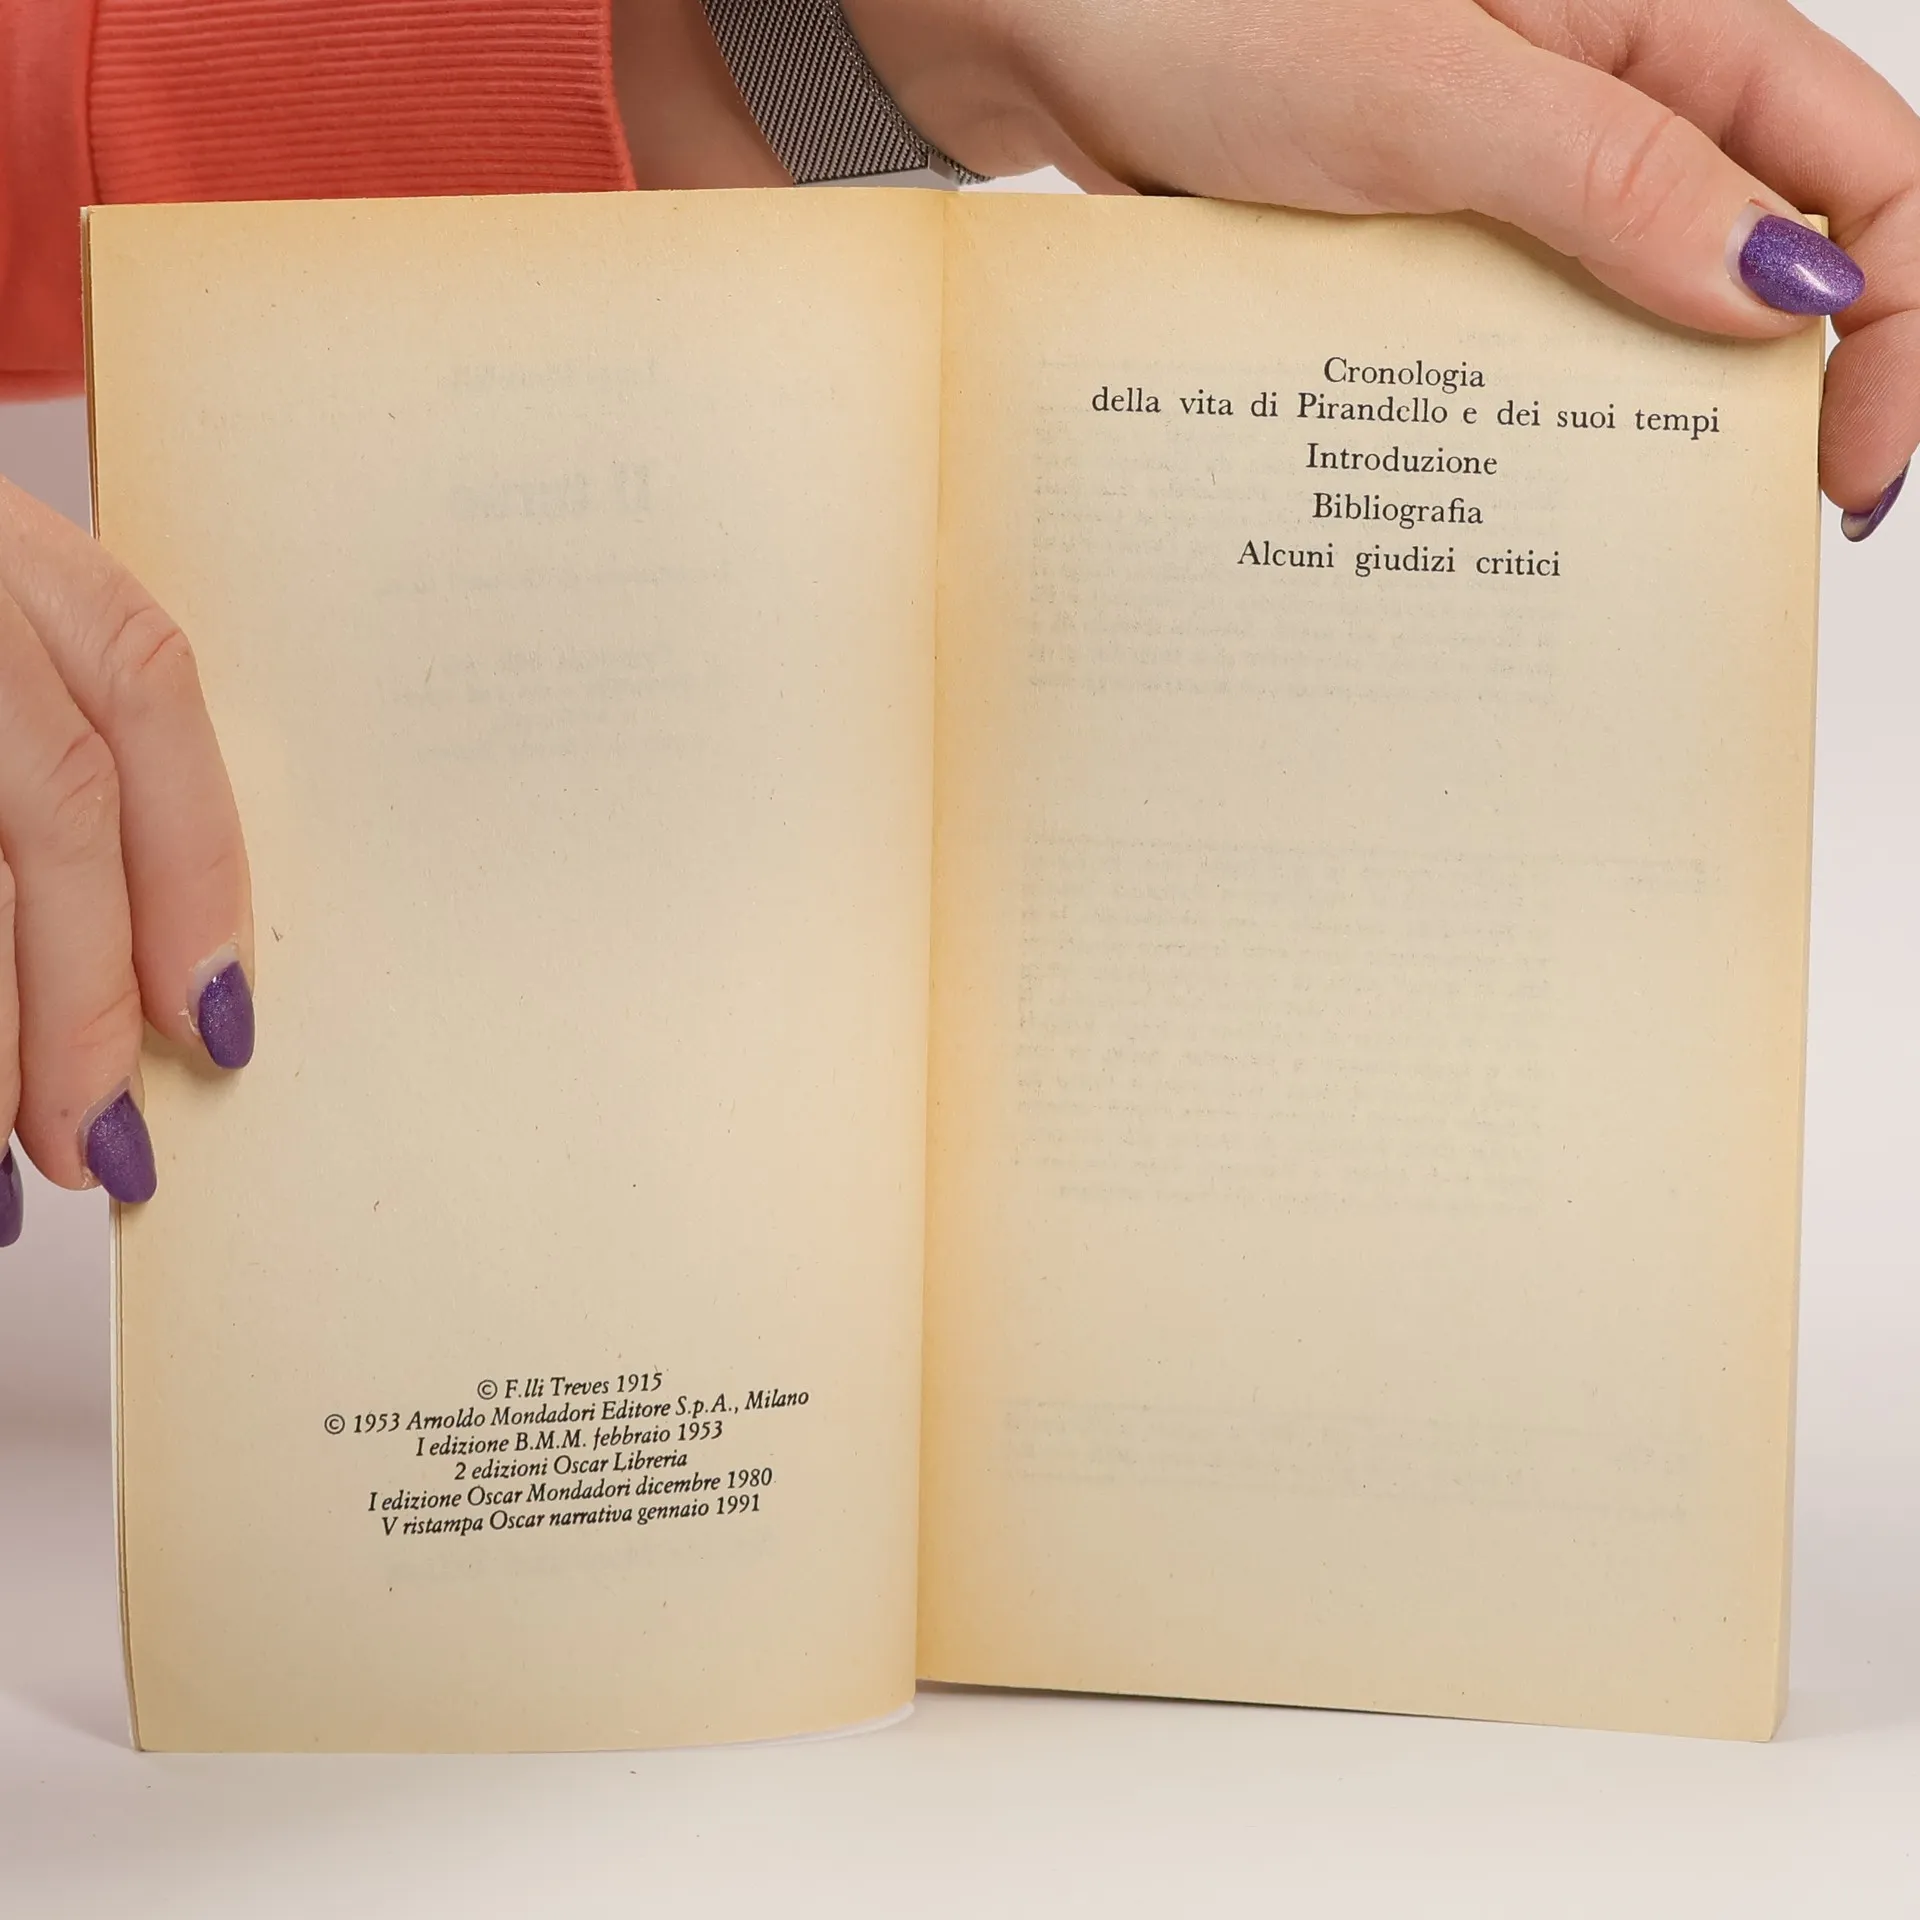 © F.lli Treves 1915
© 1953 Arnoldo Mondadori Editore S.p.A., Milano
I edizione B.M.M. febbraio 1953
2 edizioni Oscar Libreria
I edizione Oscar Mondadori dicembre 1980
V ristampa Oscar narrativa gennaio 1991
Cronologia
della vita di Pirandello e dei suoi tempi
Introduzione
Bibliografia
Alcuni giudizi critici